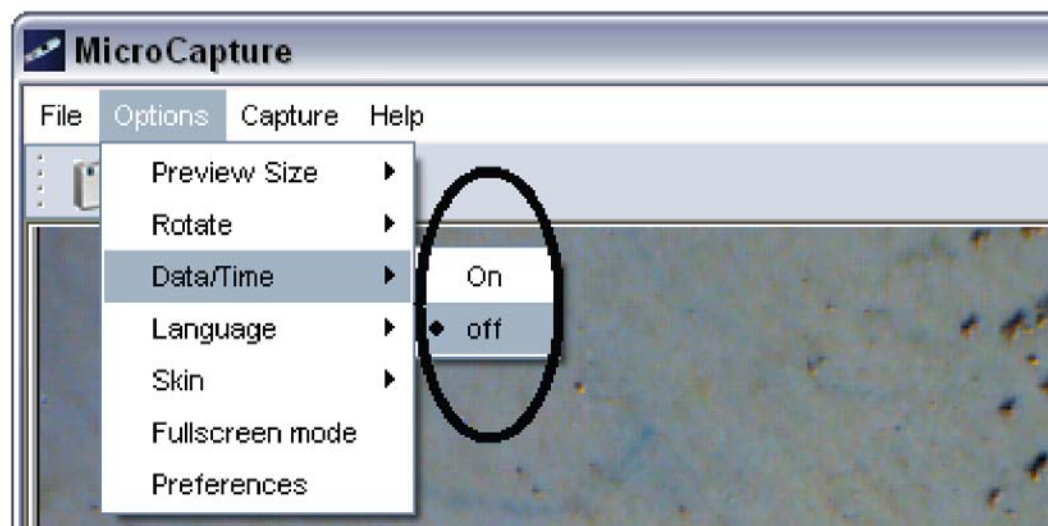 MicroCapture
File Options Capture Help
Preview Size
Rotate
Data/Time
On
Language
off
Skin
Fullscreen mode
Preferences